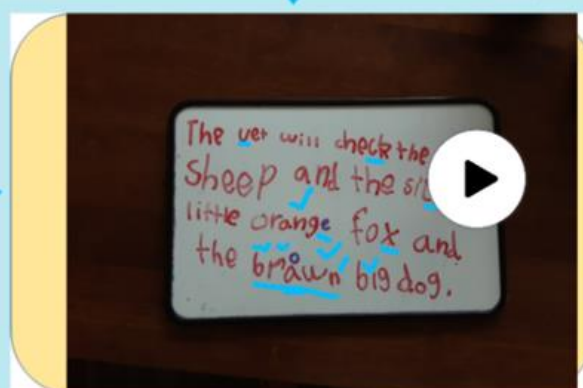 The vet will check the
sheep and the
little orange fox and
the brawn big dog.